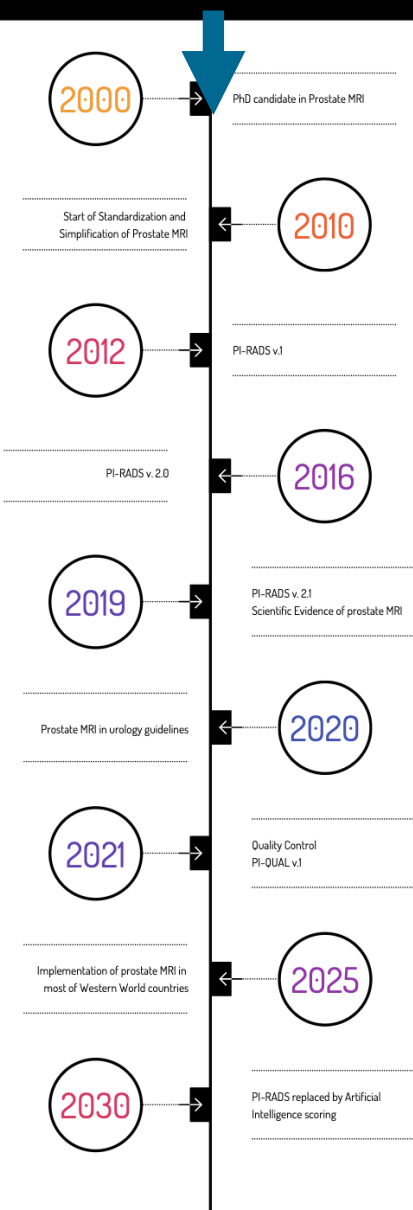 2000
PhD candidate in Prostate MRI
Start of Standardization and
Simplification of Prostate MRI
2010
2012
PI-RADS v.1
PI-RADS v. 2.0
2016
2019
PI-RADS v. 2.1
Scientific Evidence of prostate MRI
Prostate MRI in urology guidelines
2020
2021
Quality Control
PI-QUAL v.1
Implementation of prostate MRI in
most of Western World countries
2025
2030
PI-RADS replaced by Artificial
Intelligence scoring